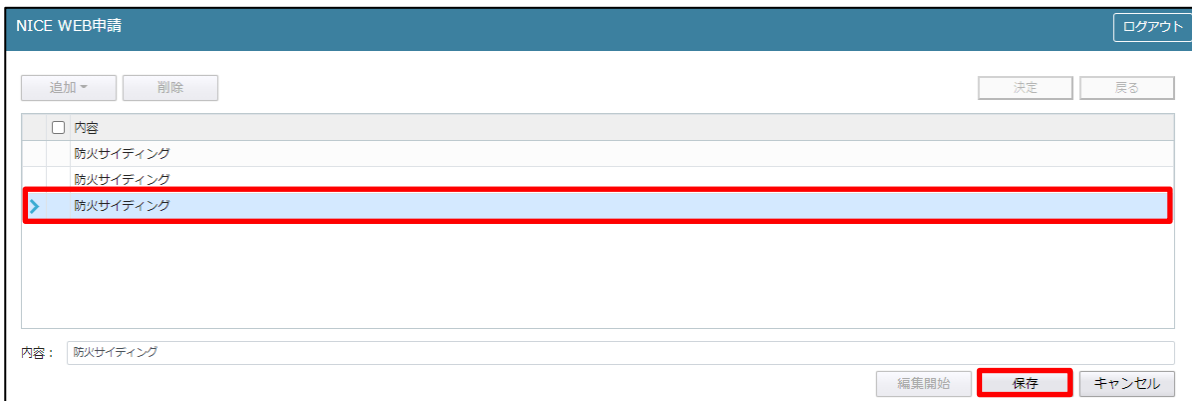 NICE WEB申請 ログアウト
追加 削除 決定 戻る
内容
防火サイディング
防火サイディング
防火サイディング
内容： 防火サイディング
編集開始 保存 キャンセル